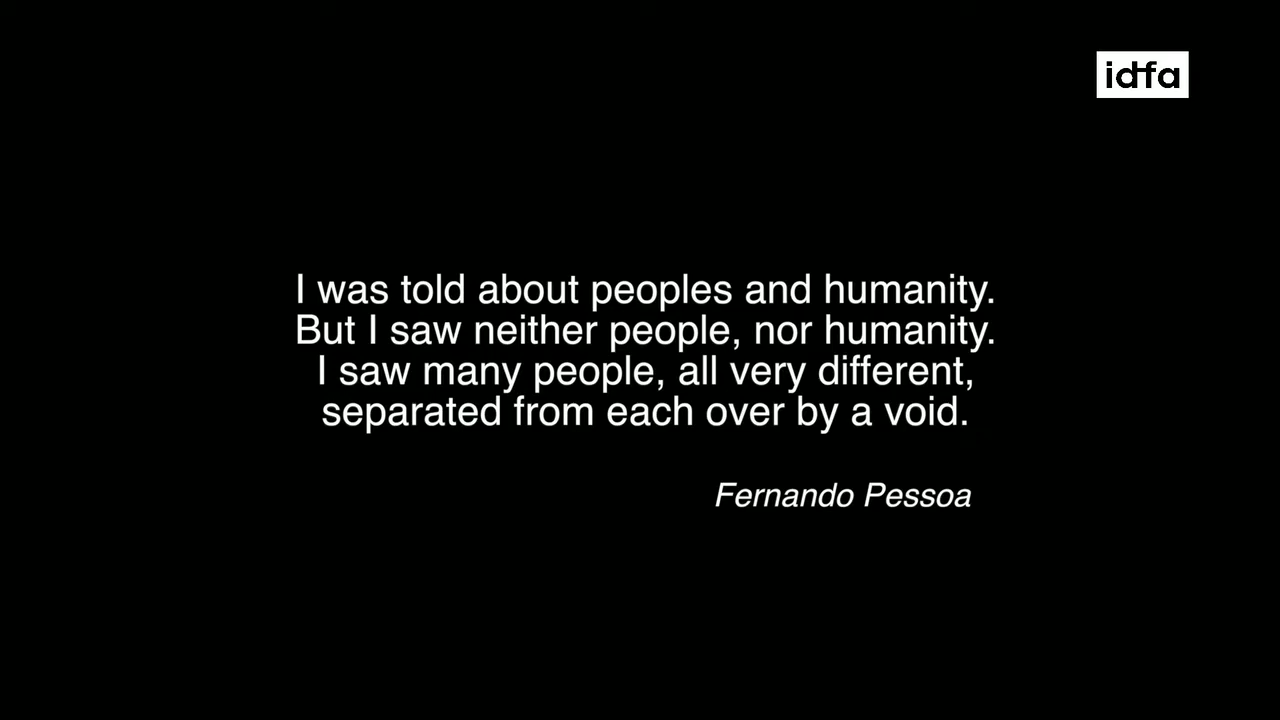 idfa
I was told about peoples and humanity.
But I saw neither people, nor humanity.
I saw many people, all very different,
separated from each over by a void.
Fernando Pessoa